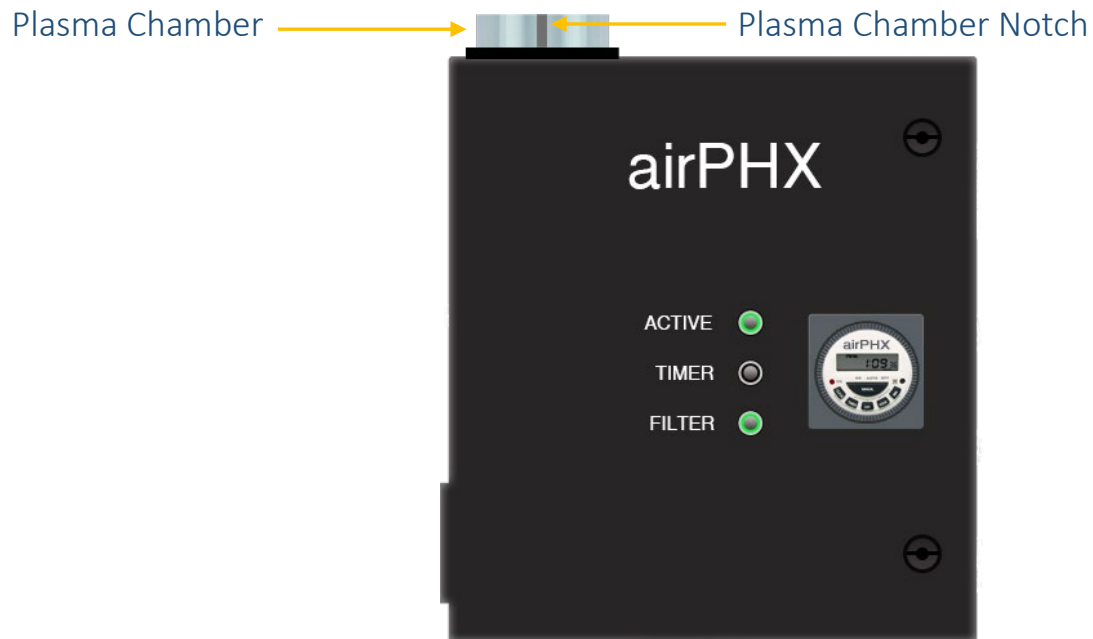 Plasma Chamber
Plasma Chamber Notch
airPHX
ACTIVE
TIMER
FILTER
airPHX
1:09